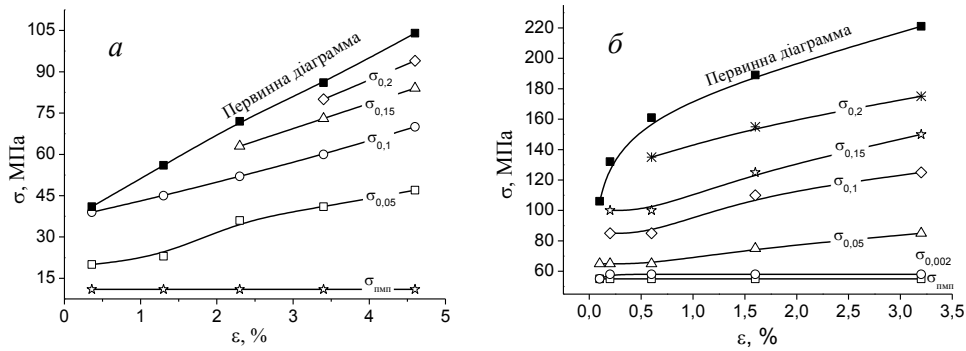 а
Первинна діаграмма
σ0,2
σ0,15
σ0,1
σ0,05
σпмп
105
90
75
60
45
30
15
σ, МПа
0 1 2 3 4 5
ε, %
б
Первинна діаграмма
σ0,2
σ0,15
σ0,1
σ0,05
σ0,002
σпмп
220
200
180
160
140
120
100
80
60
σ, МПа
0,0 0,5 1,0 1,5 2,0 2,5 3,0 3,5
ε, %